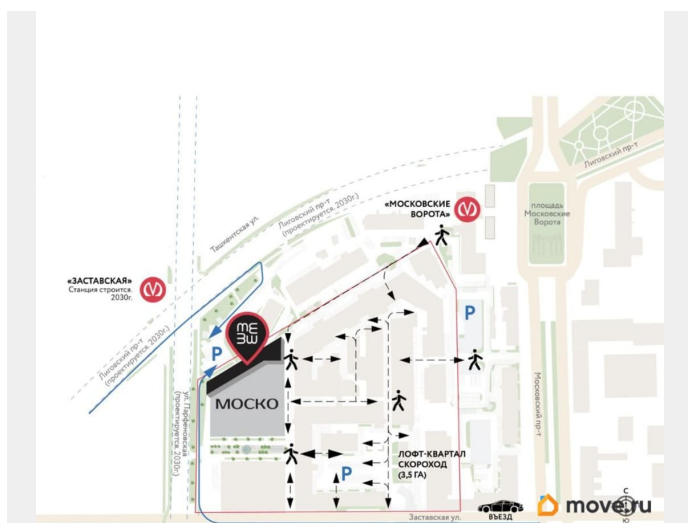 Лиговский пр-т
«МОСКОВСКИЕ
ВОРОТА»
площадь
Московские
Ворота
Ташкентская ул.
Лиговский пр-т
(проектируется, 2030г.)
«ЗАСТАВСКАЯ»
Станция строится.
2030г.
Лиговский пр-т
(проектируется, 2030г.)
P
P
ME
ЗШ
МОСКО
ул. Парфеновская
(проектируется, 2030г.)
Московский пр-т
ЛОФТ-КВАРТАЛ
СКОРОХОД
(3,5 ГА)
P
С
Ю
ВЪЕЗД
Заставская ул.
move.ru